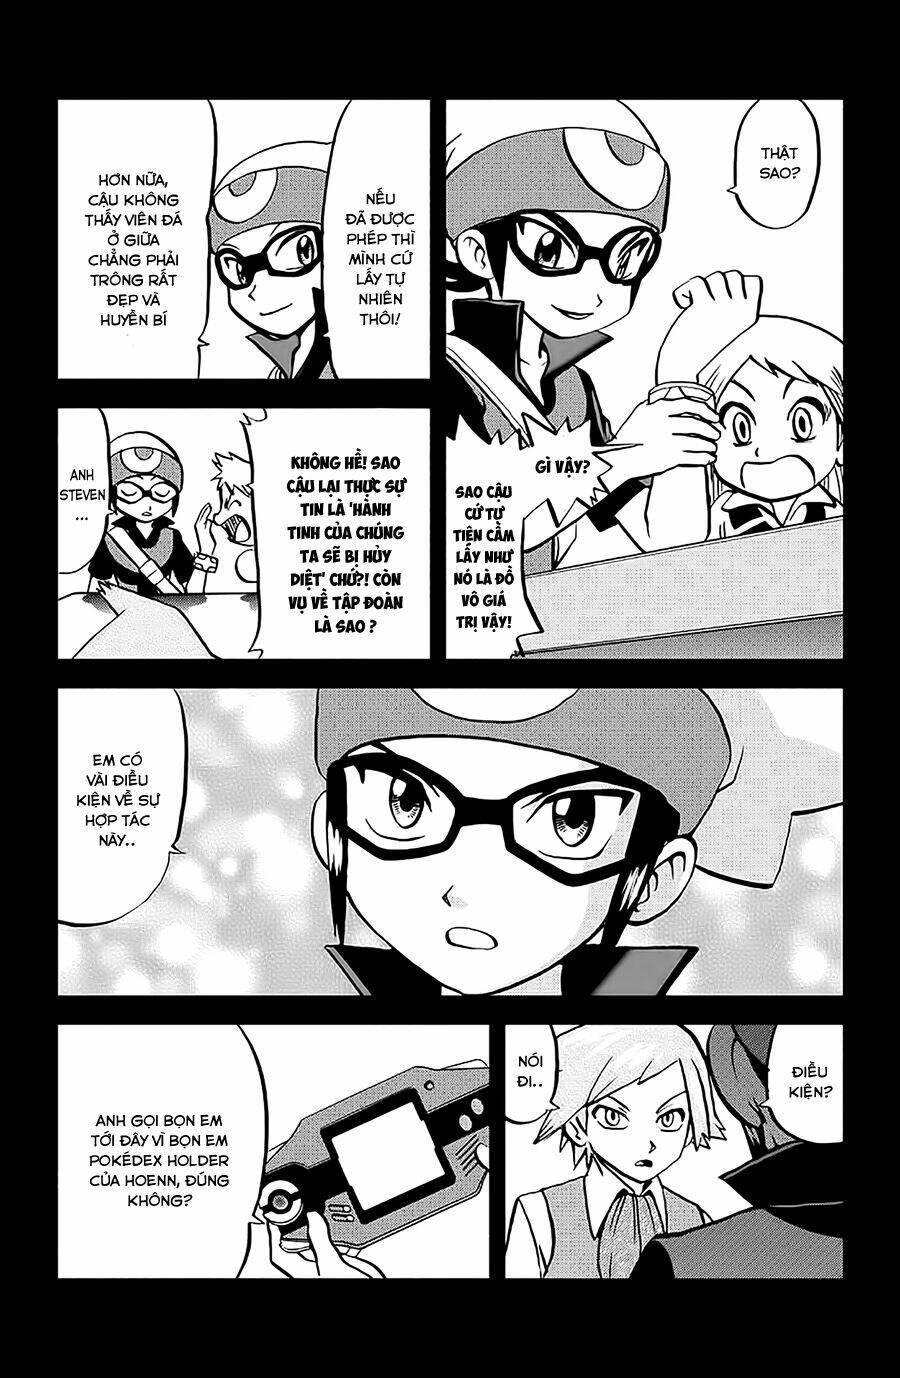 THẬT
SAO?
NẾU
ĐÃ ĐƯỢC
PHÉP THÌ
MÌNH CỨ
LẤY TỰ
NHIÊN
THÔI!
HƠN NỮA,
CẬU KHÔNG
THẤY VIÊN ĐÁ
Ở GIỮA
CHẲNG PHẢI
TRÔNG RẤT
ĐẸP VÀ
HUYỀN BÍ
GÌ VẬY?
SAO CẬU
CỨ TỰ
TIỆN CẦM
LẤY NHƯ
NÓ LÀ ĐỒ
VÔ GIÁ
TRỊ VẬY!
KHÔNG HỀ! SAO
CẬU LẠI THỰC SỰ
TIN LÀ 'HÀNH
TINH CỦA CHÚNG
TA SẼ BỊ HỦY
DIỆT' CHỨ?! CÒN
VỤ VỀ TẬP ĐOÀN
LÀ SAO ?
ANH
STEVEN
...
EM CÓ
VÀI ĐIỀU
KIỆN VỀ SỰ
HỢP TÁC
NÀY..
ĐIỀU
KIỆN?
NÓI
ĐI..
ANH GỌI BỌN EM
TỚI ĐÂY VÌ BỌN EM
POKÉDEX HOLDER
CỦA HOENN, ĐÚNG
KHÔNG?